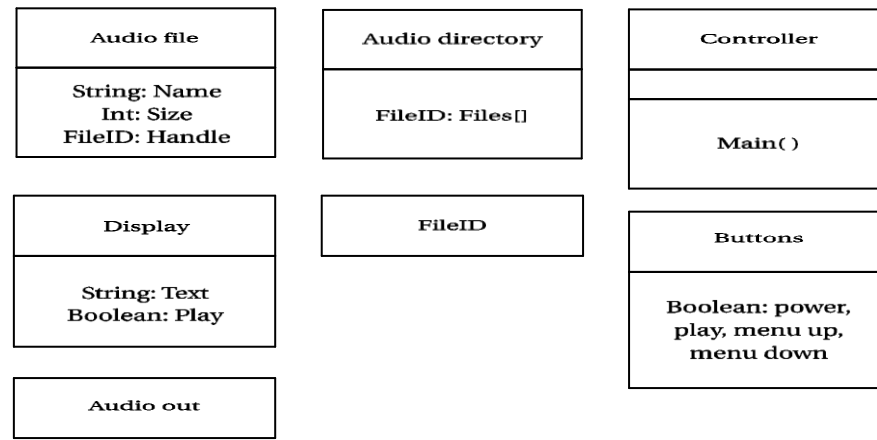 Audio file
String: Name
Int: Size
FileID: Handle
Audio directory
FileID: Files[]
Controller
Main( )
Display
String: Text
Boolean: Play
FileID
Buttons
Boolean: power,
play, menu up,
menu down
Audio out